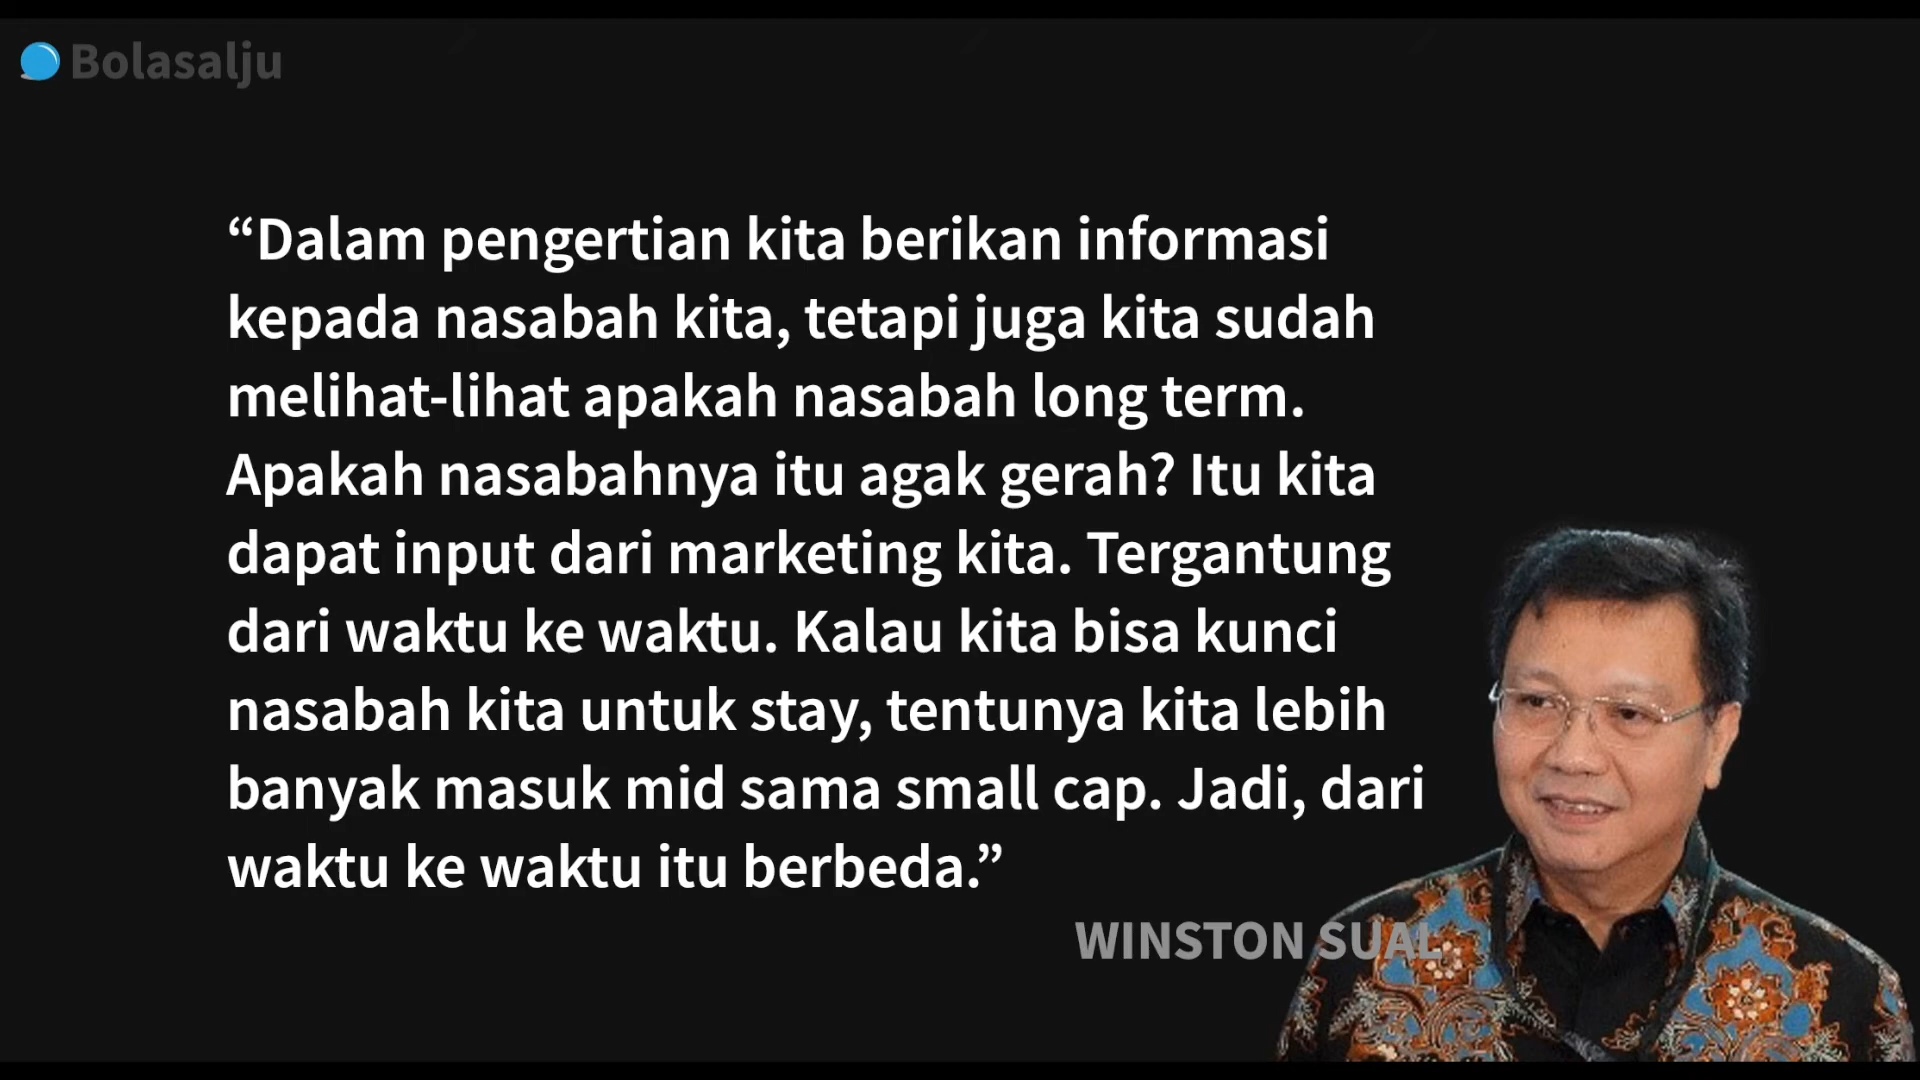 Bolasalju
“Dalam pengertian kita berikan informasi
kepada nasabah kita, tetapi juga kita sudah
melihat-lihat apakah nasabah long term.
Apakah nasabahnya itu agak gerah? Itu kita
dapat input dari marketing kita. Tergantung
dari waktu ke waktu. Kalau kita bisa kunci
nasabah kita untuk stay, tentunya kita lebih
banyak masuk mid sama small cap. Jadi, dari
waktu ke waktu itu berbeda.”
WINSTON SUAL